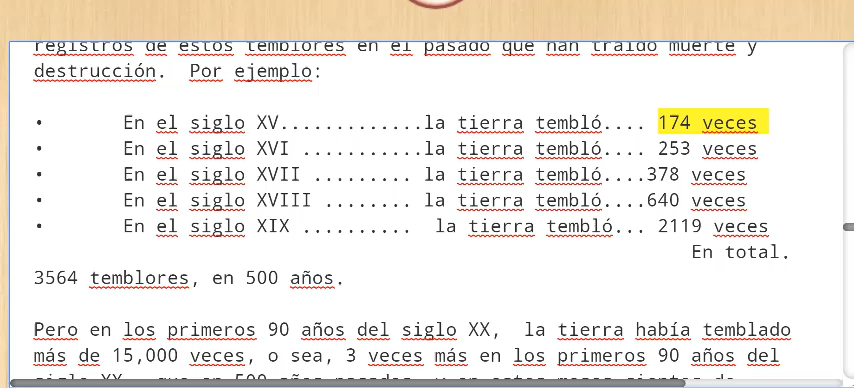 registros de estos temblores en el pasado que han traído muerte y
destrucción.  Por ejemplo:
•	En el siglo XV.............la tierra tembló.... 174 veces
•	En el siglo XVI ...........la tierra tembló.... 253 veces
•	En el siglo XVII .......... la tierra tembló....378 veces
•	En el siglo XVIII ........ la tierra tembló....640 veces
•	En el siglo XIX ..........  la tierra tembló... 2119 veces
En total.
3564 temblores, en 500 años.
Pero en los primeros 90 años del siglo XX,  la tierra había temblado
más de 15,000 veces, o sea, 3 veces más en los primeros 90 años del